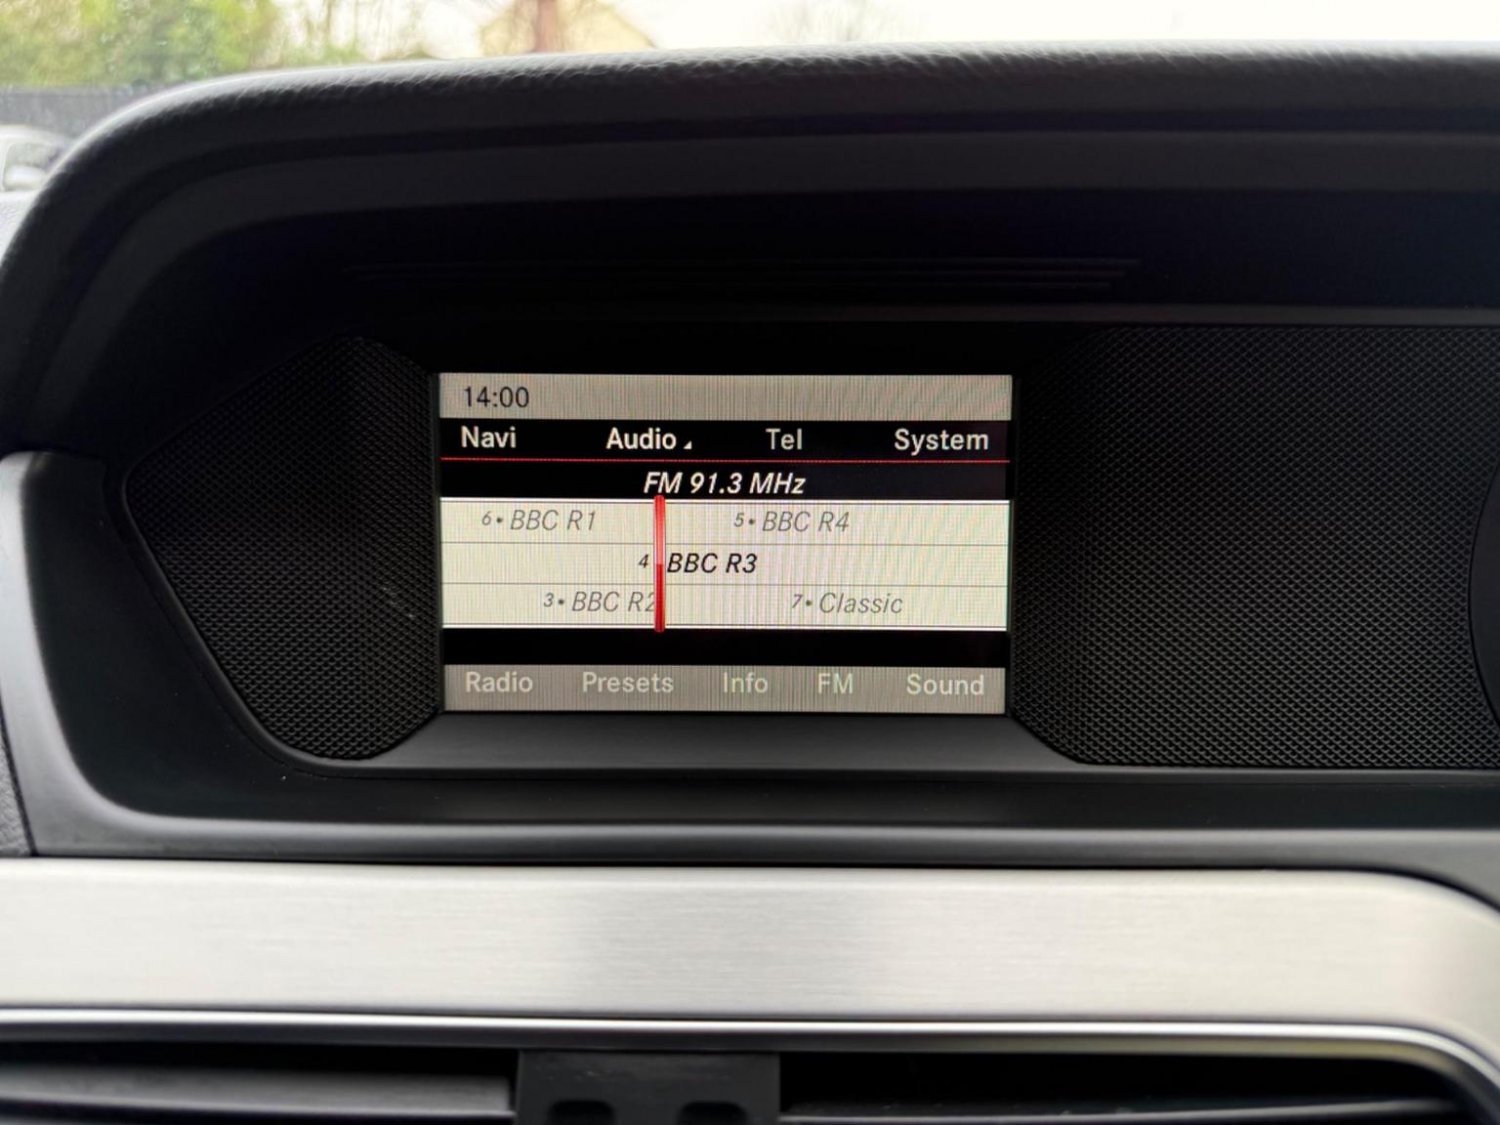 14:00
Navi Audio Tel System
FM 91.3 MHz
6• BBC R1 5• BBC R4
4 BBC R3
3• BBC R2 7• Classic
Radio Presets Info FM Sound